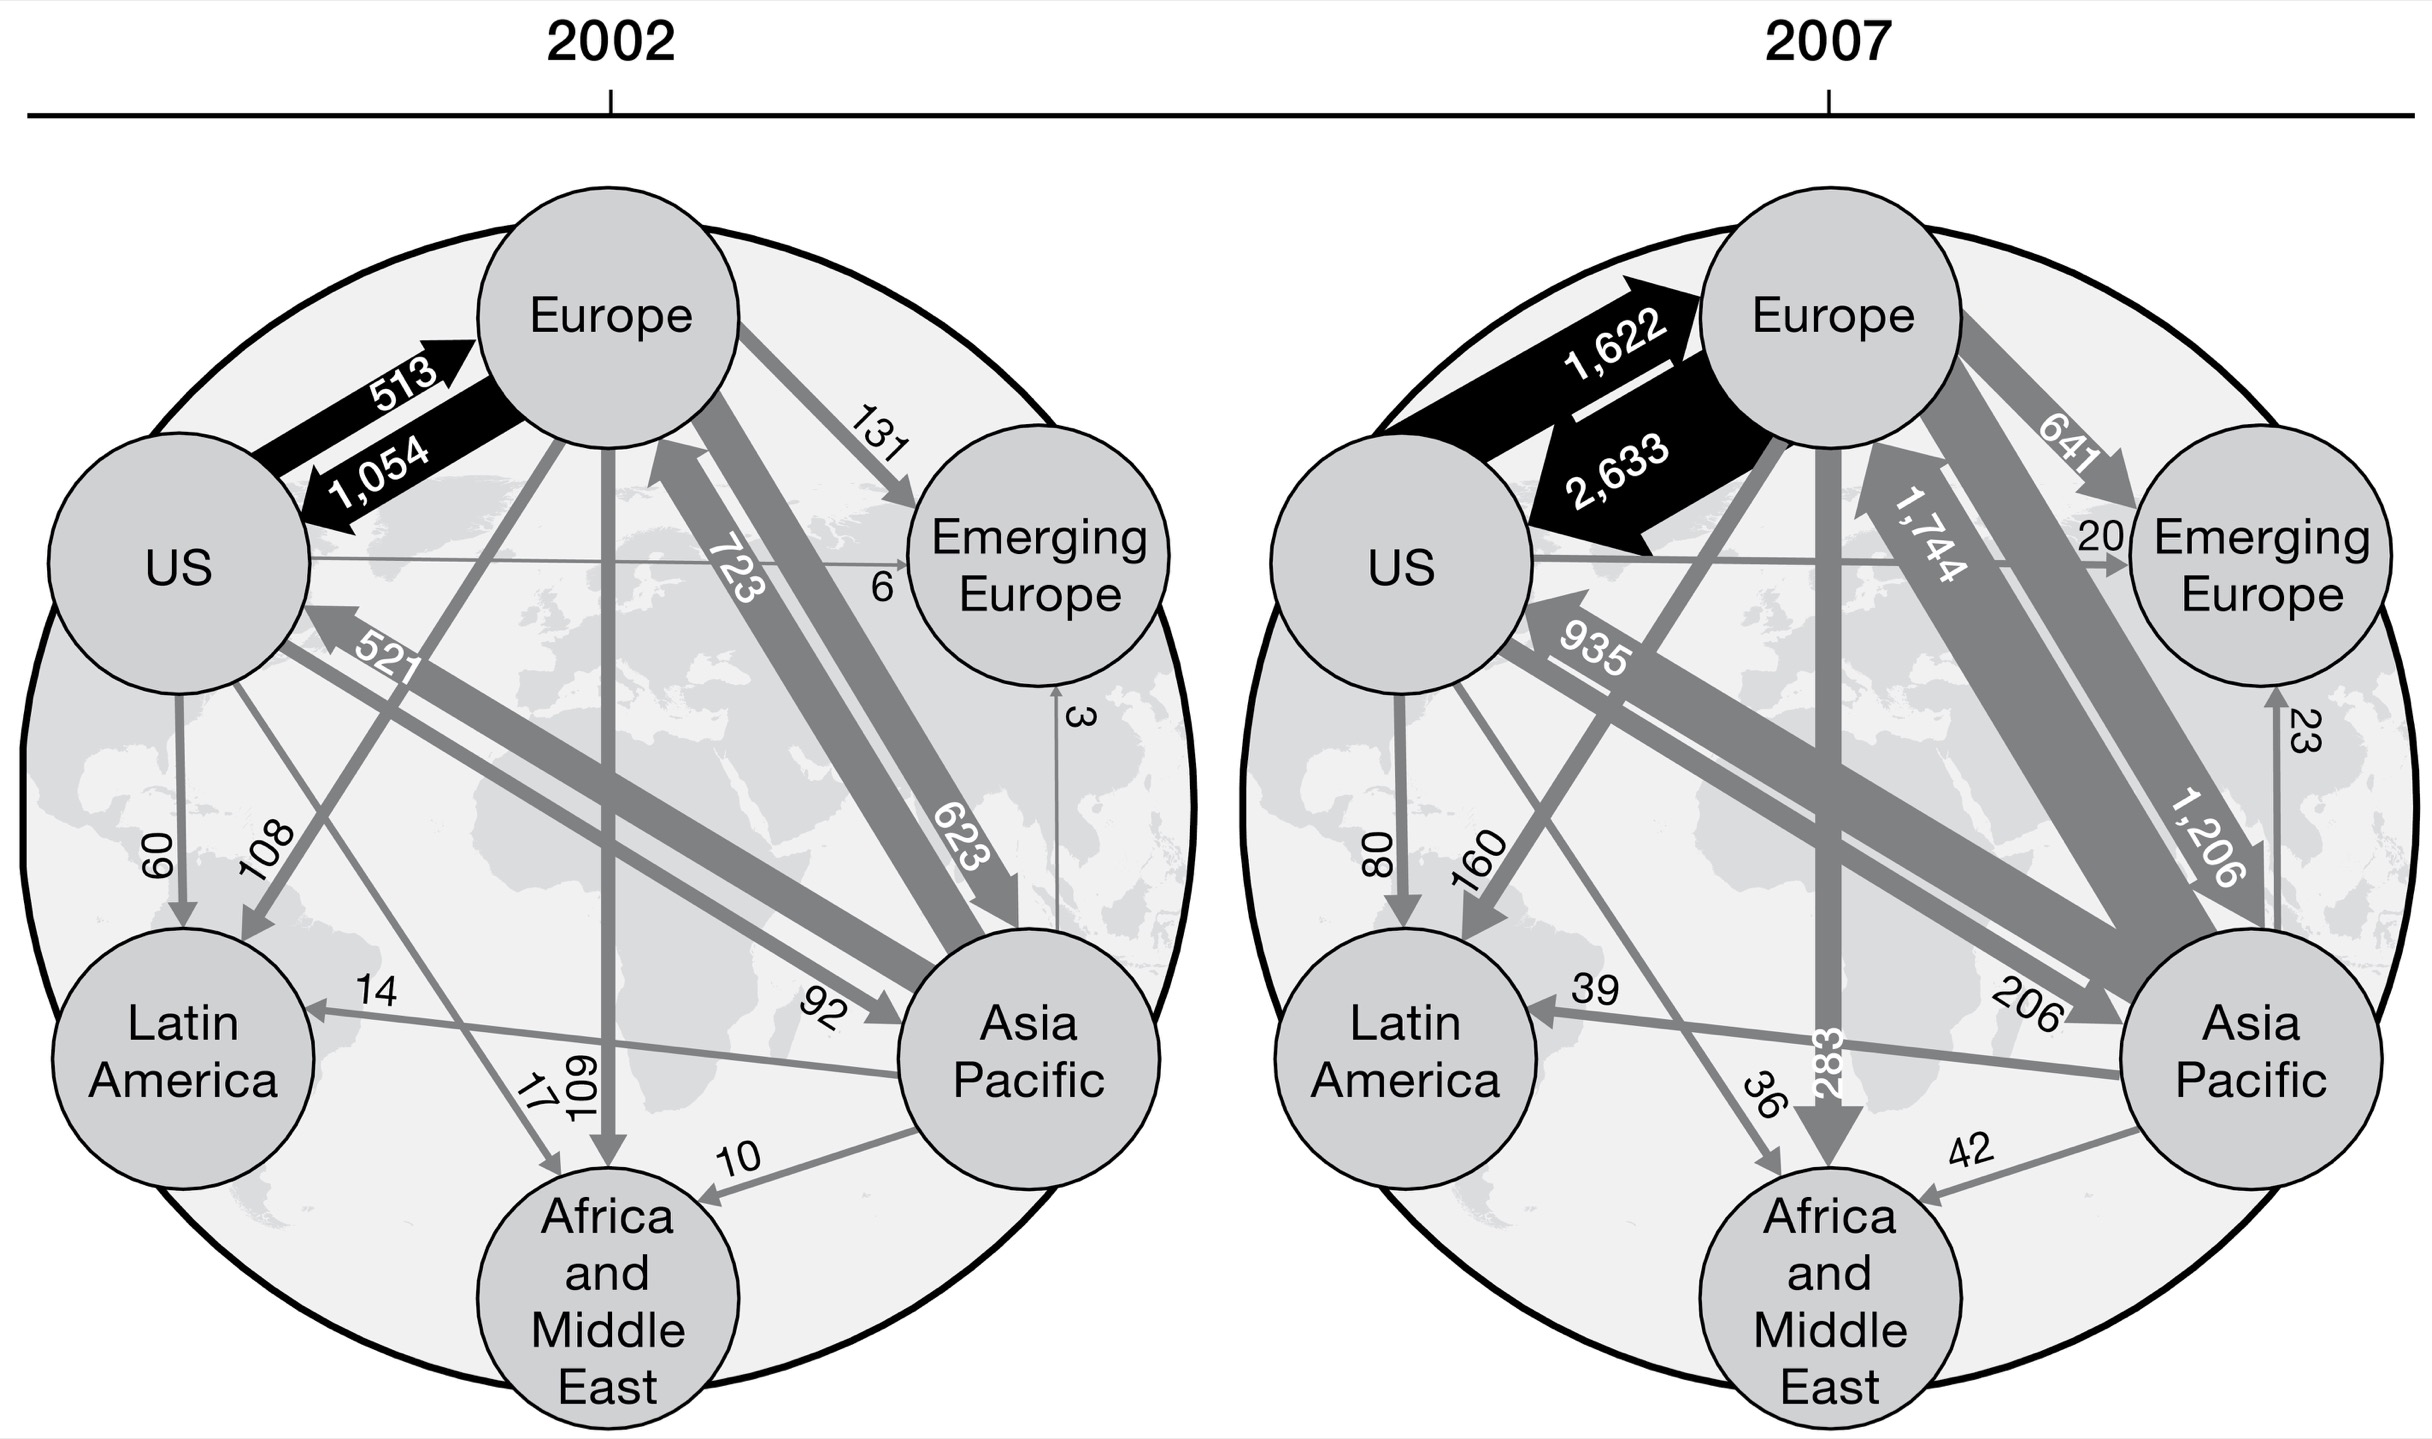 2002
2007
Europe
513
1,054
131
Emerging
Europe
US
6
723
521
3
623
60
108
14
92
Latin
America
Asia
Pacific
17
109
10
Africa
and
Middle
East
Europe
1,622
2,633
641
1,744
20
Emerging
Europe
US
935
23
1,206
80
160
39
206
Latin
America
Asia
Pacific
283
36
42
Africa
and
Middle
East